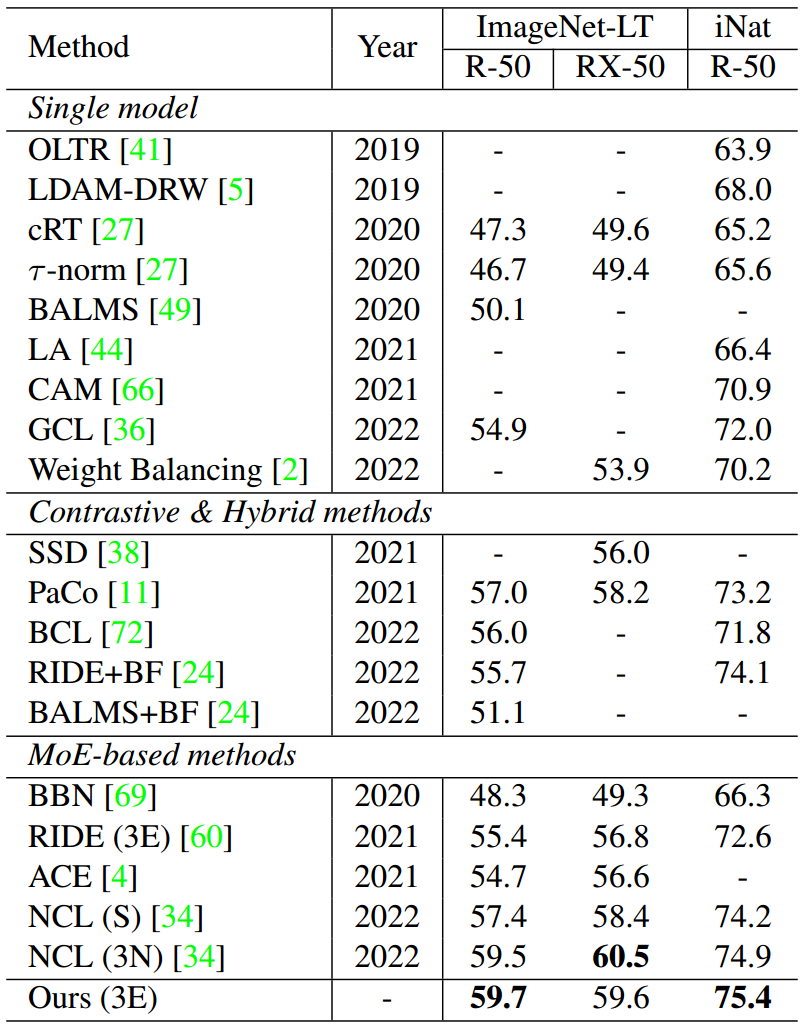 Method Year ImageNet-LT iNat
R-50 RX-50 R-50
Single model
OLTR [41] 2019 - - 63.9
LDAM-DRW [5] 2019 - - 68.0
cRT [27] 2020 47.3 49.6 65.2
τ-norm [27] 2020 46.7 49.4 65.6
BALMS [49] 2020 50.1 - -
LA [44] 2021 - - 66.4
CAM [66] 2021 - - 70.9
GCL [36] 2022 54.9 - 72.0
Weight Balancing [2] 2022 - 53.9 70.2
Contrastive & Hybrid methods
SSD [38] 2021 - 56.0 -
PaCo [11] 2021 57.0 58.2 73.2
BCL [72] 2022 56.0 - 71.8
RIDE+BF [24] 2022 55.7 - 74.1
BALMS+BF [24] 2022 51.1 - -
MoE-based methods
BBN [69] 2020 48.3 49.3 66.3
RIDE (3E) [60] 2021 55.4 56.8 72.6
ACE [4] 2021 54.7 56.6 -
NCL (S) [34] 2022 57.4 58.4 74.2
NCL (3N) [34] 2022 59.5 60.5 74.9
Ours (3E) - 59.7 59.6 75.4